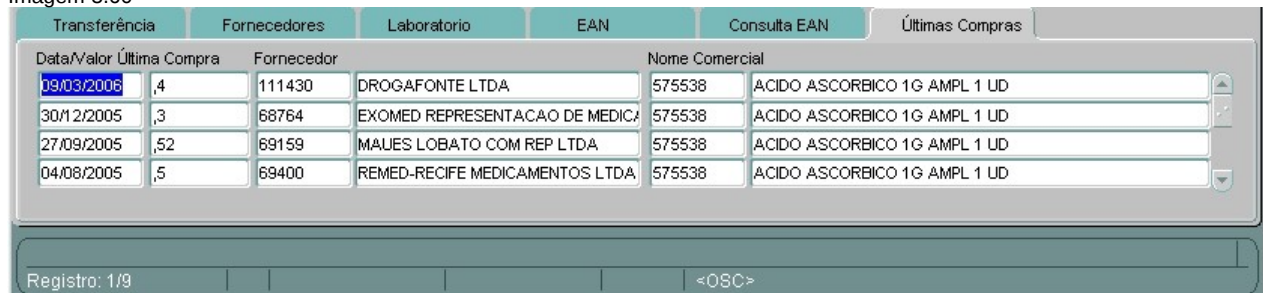 Transferência Fornecedores Laboratorio EAN Consulta EAN Últimas Compras
Data/Valor Última Compra Fornecedor Nome Comercial
09/03/2006 ,4 111430 DROGAFONTE LTDA 575538 ACIDO ASCORBICO 1G AMPL 1 UD
30/12/2005 ,3 68764 EXOMED REPRESENTACAO DE MEDICA 575538 ACIDO ASCORBICO 1G AMPL 1 UD
27/09/2005 ,52 69159 MAUES LOBATO COM REP LTDA 575538 ACIDO ASCORBICO 1G AMPL 1 UD
04/08/2005 ,5 69400 REMED-RECIFE MEDICAMENTOS LTDA 575538 ACIDO ASCORBICO 1G AMPL 1 UD
Registro: 1/9 <OSC>